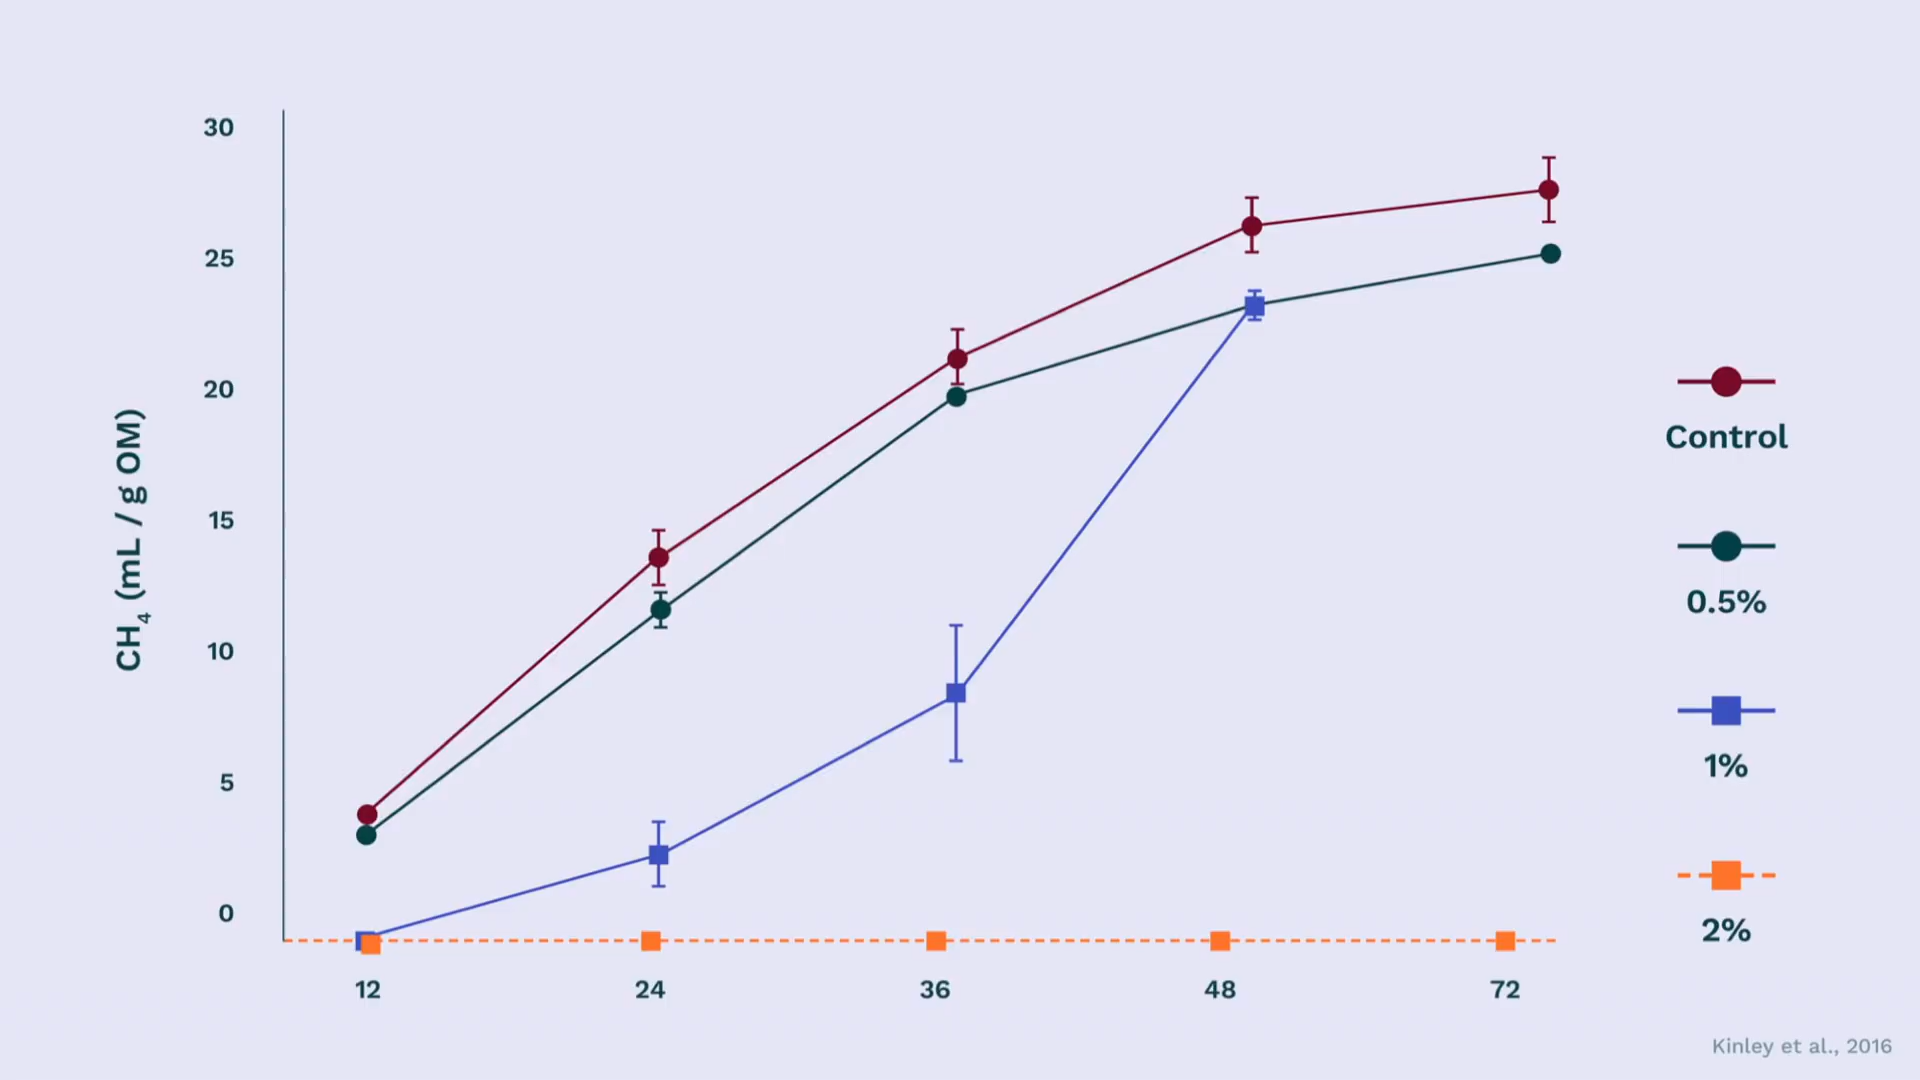 30
25
20
15
10
5
0
CH₄ (mL / g OM)
12 24 36 48 72
Control
0.5%
1%
2%
Kinley et al., 2016